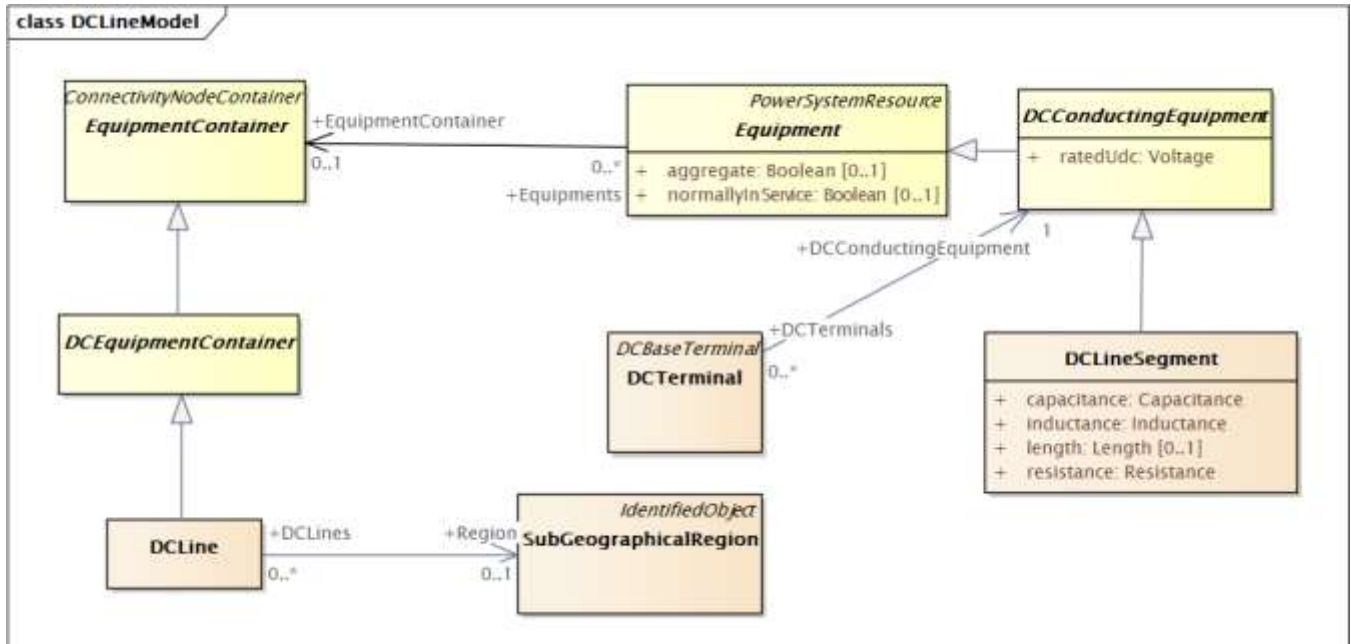 class DCLineModel
ConnectivityNodeContainer
EquipmentContainer
+EquipmentContainer
0..1
0..*
+Equipments
PowerSystemResource
Equipment
+ aggregate: Boolean [0..1]
+ normallyInService: Boolean [0..1]
DCConductingEquipment
+ ratedUdc: Voltage
+DCConductingEquipment
1
DCEquipmentContainer
+DCTerminals
0..*
DCBaseTerminal
DCTerminal
DCLineSegment
+ capacitance: Capacitance
+ inductance: Inductance
+ length: Length [0..1]
+ resistance: Resistance
DCLine
+DCLines
0..*
+Region
0..1
IdentifiedObject
SubGeographicalRegion